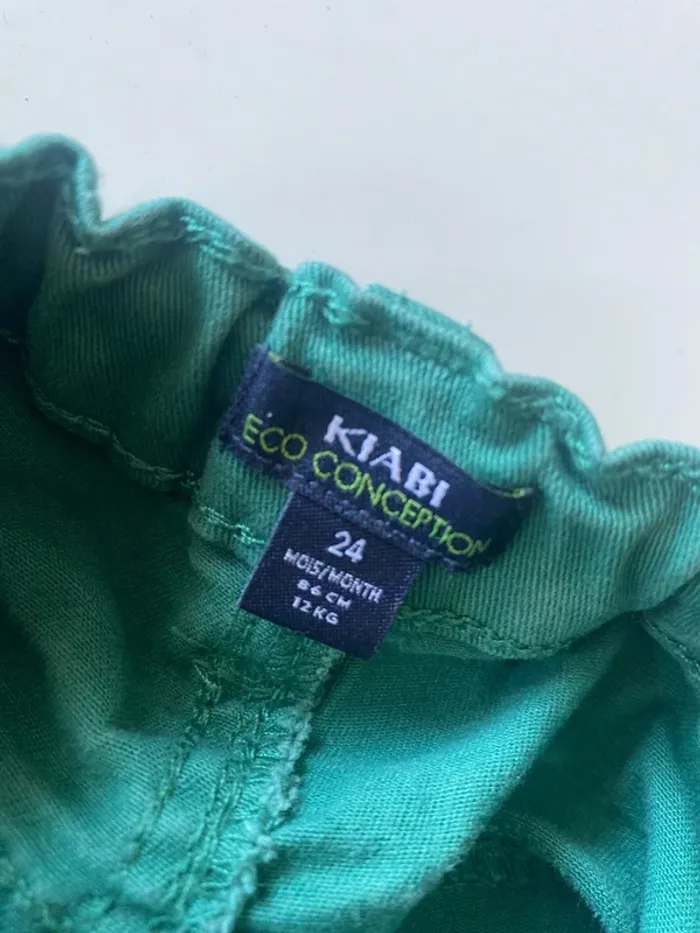 KIABI
ECO CONCEPTION
24
MOIS/MONTH
86 CM
12 KG